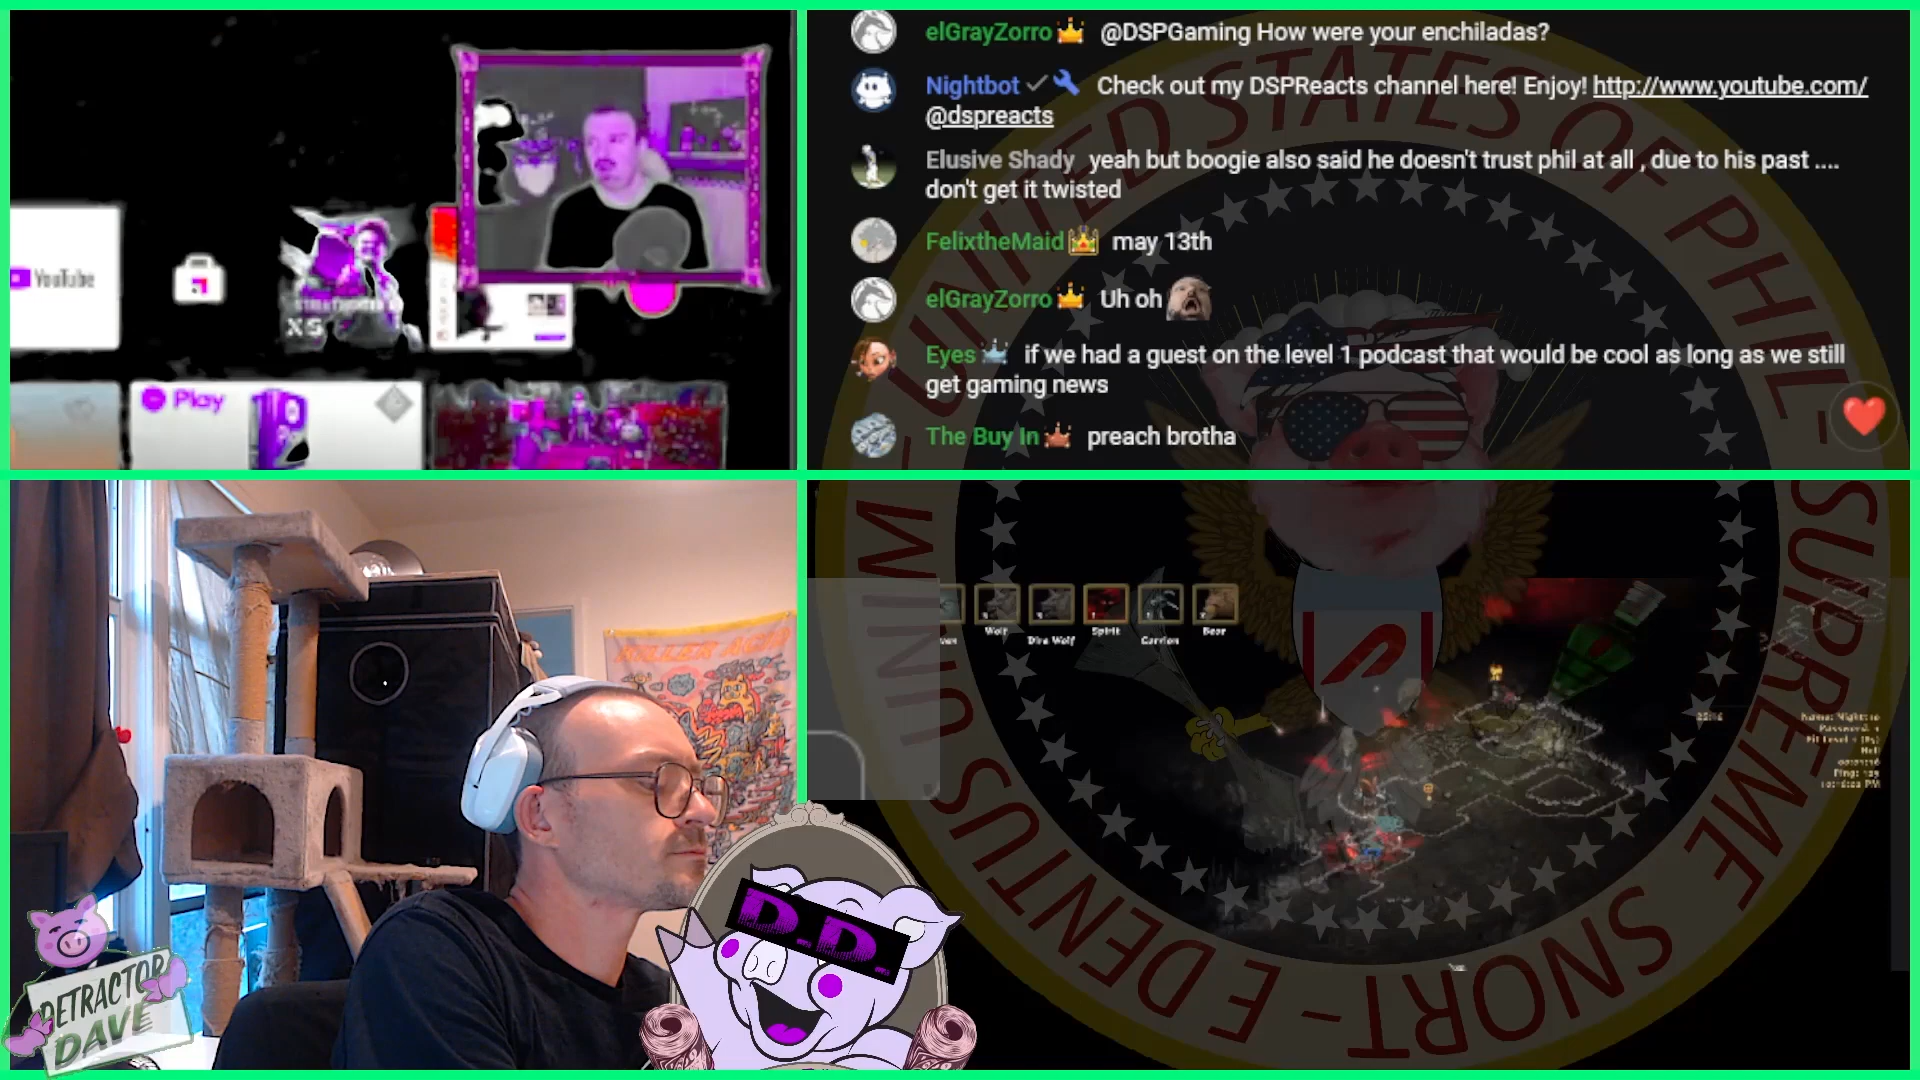 elGrayZorro @DSPGaming How were your enchiladas?
Nightbot Check out my DSPReacts channel here! Enjoy! http://www.youtube.com/
@dspreacts
Elusive Shady yeah but boogie also said he doesn't trust phil at all , due to his past ....
don't get it twisted
FelixtheMaid may 13th
elGrayZorro Uh oh
Eyes if we had a guest on the level 1 podcast that would be cool as long as we still
get gaming news
The Buy In preach brotha
YouTube
XS
Play
UNITED STATES OF PHIL - SUPREME SNORT - E DENTUS UNIM
Wolf
Dire Wolf
Spirit
Carrion
Bear
KILLER ACID
D.D.
DETRACTOR
DAVE